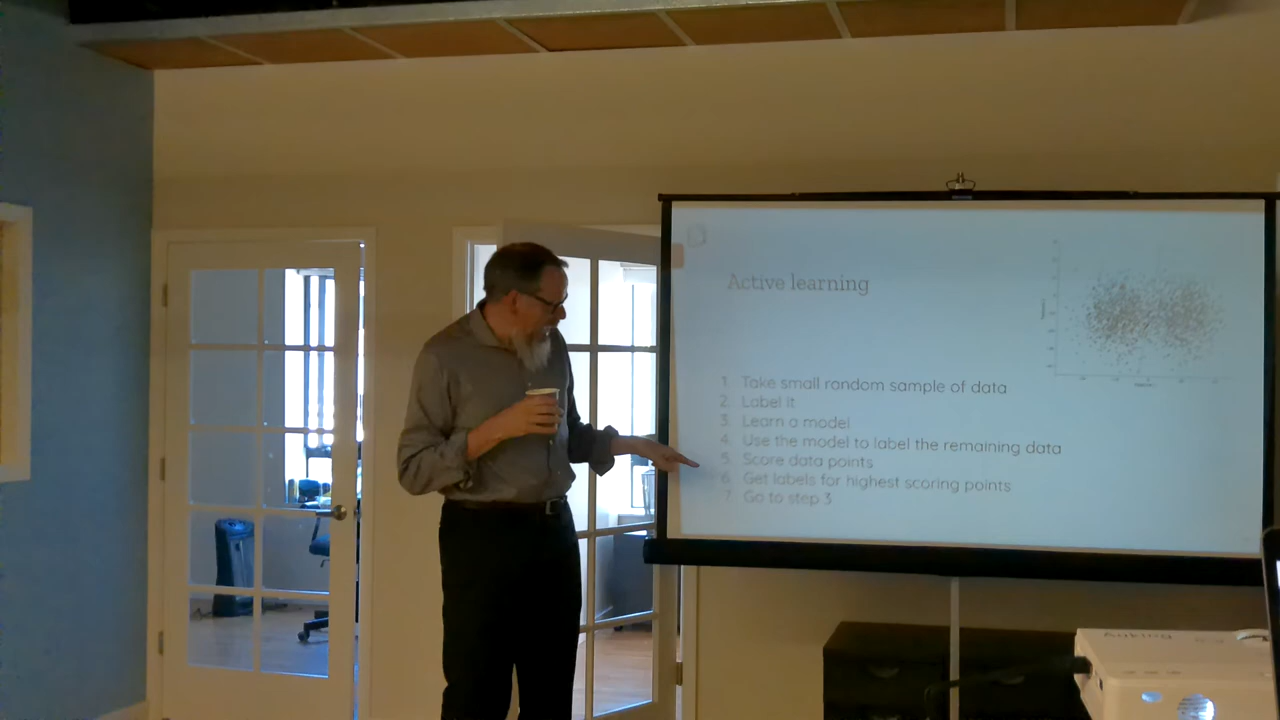 Active learning
1. Take small random sample of data
2. Label it
3. Learn a model
4. Use the model to label the remaining data
5. Score data points
6. Get labels for highest scoring points
7. Go to step 3